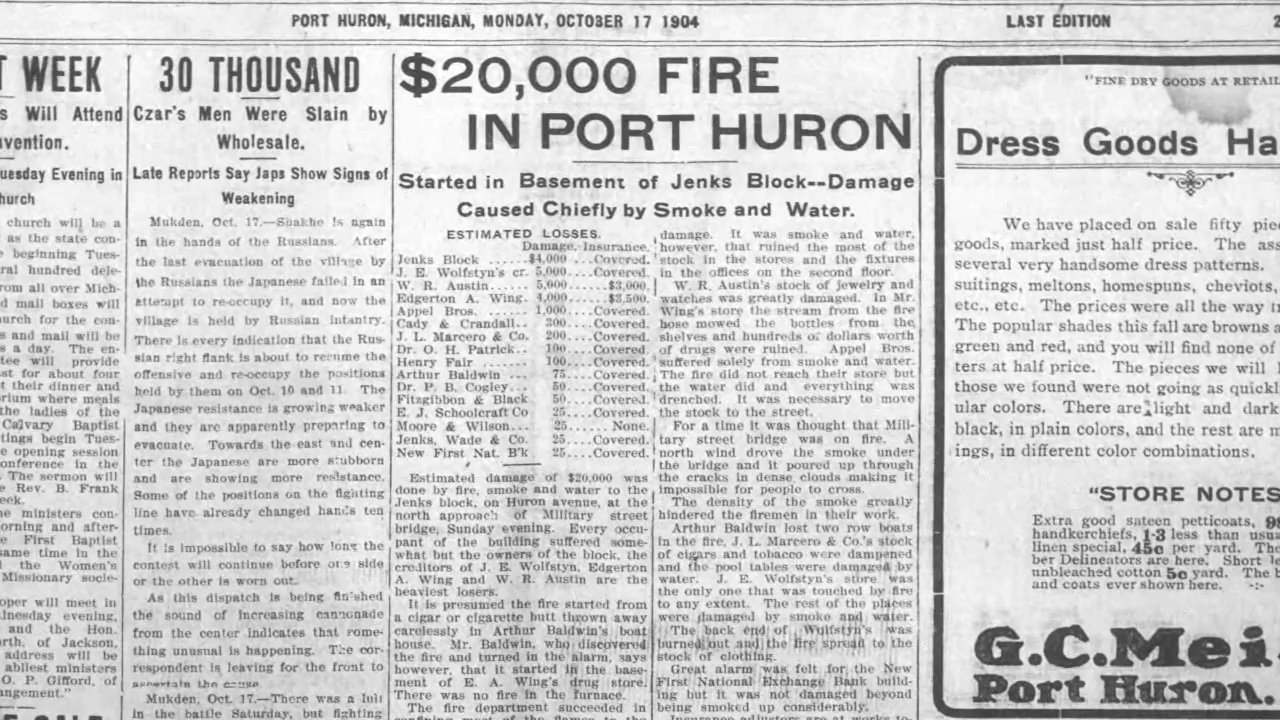 PORT HURON, MICHIGAN, MONDAY, OCTOBER 17 1904
LAST EDITION
T WEEK
s Will Attend
vention.
uesday Evening in
hurch
church will be a
as the state con-
beginning Tues-
ral hundred dele-
rom all over Mich-
d mail boxes will
urch for the con-
s and mail will be
s a day. The en-
tee will provide
st for about four
t their dinner and
rium where meals
the ladies of the
Calvary Baptist
tings begin Tues-
e opening session
onference in the
The sermon will
Rev. B. Frank
eek.
e ministers con-
orning and after-
First Baptist
same time in the
the Women's
Missionary socie-
oper will meet in
nesday evening,
and the Hon.
orth, of Jackson,
address will be
ablest ministers
O. P. Gifford, of
angement."
30 THOUSAND
Czar's Men Were Slain by
Wholesale.
Late Reports Say Japs Show Signs of
Weakening
Mukden, Oct. 17.—Shakhe is again
in the hands of the Russians. After
the last evacuation of the village by
the Russians the Japanese failed in an
attempt to re-occupy it, and now the
village is held by Russian infantry.
There is every indication that the Rus-
sian right flank is about to resume the
offensive and re-occupy the positions
held by them on Oct. 10 and 11. The
Japanese resistance is growing weaker
and they are apparently preparing to
evacuate. Towards the east and cen-
ter the Japanese are more stubborn
and are showing more resistance.
Some of the positions on the fighting
line have already changed hands ten
times.
It is impossible to say how long the
contest will continue before one side
or the other is worn out.
As this dispatch is being finished
the sound of increasing cannonade
from the center indicates that some-
thing unusual is happening. The cor-
respondent is leaving for the front to
ascertain the cause.
Mukden, Oct. 17.—There was a lull
in the battle Saturday, but fighting
$20,000 FIRE
IN PORT HURON
Started in Basement of Jenks Block--Damage
Caused Chiefly by Smoke and Water.
ESTIMATED LOSSES.
Damage. Insurance.
Jenks Block ......$4,000 ...Covered.
J. E. Wolfstyn's cr. 5,000....Covered.
W. R. Austin...... 5,000......$3,000.
Edgerton A. Wing. 4,000......$3,500.
Appel Bros. ...... 1,000....Covered.
Cady & Crandall.. 300....Covered.
J. L. Marcero & Co. 200....Covered.
Dr. O. H. Patrick.. 100....Covered.
Henry Fair ....... 100....Covered.
Arthur Baldwin ... 75....Covered.
Dr. P. B. Cogley... 50....Covered.
Fitzgibbon & Black 50....Covered.
E. J. Schoolcraft Co 25....Covered.
Moore & Wilson... 25...... None.
Jenks, Wade & Co. 25....Covered.
New First Nat. B'k 25....Covered.
Estimated damage of $20,000 was
done by fire, smoke and water to the
Jenks block, on Huron avenue, at the
north approach of Military street
bridge, Sunday evening. Every occu-
pant of the building suffered some-
what but the owners of the block, the
creditors of J. E. Wolfstyn, Edgerton
A. Wing and W. R. Austin are the
heaviest losers.
It is presumed the fire started from
a cigar or cigarette butt thrown away
carelessly in Arthur Baldwin's boat
house. Mr. Baldwin, who discovered
the fire and turned in the alarm, says
however, that it started in the base-
ment of E. A. Wing's drug store.
There was no fire in the furnace.
The fire department succeeded in
confining most of the flames to the
damage. It was smoke and water,
however, that ruined the most of the
stock in the stores and the fixtures
in the offices on the second floor.
W. R. Austin's stock of jewelry and
watches was greatly damaged. In Mr.
Wing's store the stream from the fire
hose mowed the bottles from the
shelves and hundreds of dollars worth
of drugs were ruined. Appel Bros.
suffered solely from smoke and water.
The fire did not reach their store but
the water did and everything was
drenched. It was necessary to move
the stock to the street.
For a time it was thought that Mili-
tary street bridge was on fire. A
north wind drove the smoke under
the bridge and it poured up through
the cracks in dense clouds making it
impossible for people to cross.
The density of the smoke greatly
hindered the firemen in their work.
Arthur Baldwin lost two row boats
in the fire, J. L. Marcero & Co.'s stock
of cigars and tobacco were dampened
and the pool tables were damaged by
water. J. E. Wolfstyn's store was
the only one that was touched by fire
to any extent. The rest of the places
were damaged by smoke and water.
The back end of Wolfstyn's was
burned out and the fire spread to the
stock of clothing.
Great alarm was felt for the New
First National Exchange Bank build-
ing but it was not damaged beyond
being smoked up considerably.
Insurance adjusters are at works to-
"FINE DRY GOODS AT RETAIL
Dress Goods Ha
We have placed on sale fifty piec
goods, marked just half price. The ass
several very handsome dress patterns.
suitings, meltons, homespuns, cheviots,
etc., etc. The prices were all the way
The popular shades this fall are browns
green and red, and you will find none of
ters at half price. The pieces we will
those we found were not going as quickl
ular colors. There are light and dark
black, in plain colors, and the rest are m
ings, in different color combinations.
"STORE NOTES
Extra good sateen petticoats, 9
handkerchiefs, 1-3 less than usu
linen special, 45c per yard. The
ber Delineators are here. Short le
unbleached cotton 5c yard. The b
and coats ever shown here. -:-
G.C.Mei
Port Huron.